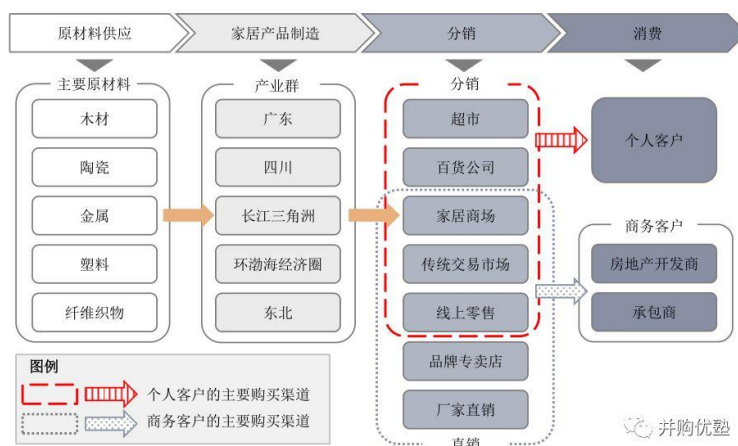 原材料供应
家居产品制造
分销
消费
主要原材料
木材
陶瓷
金属
塑料
纤维织物
产业群
广东
四川
长江三角洲
环渤海经济圈
东北
分销
超市
百货公司
家居商场
传统交易市场
线上零售
品牌专卖店
厂家直销
直销
个人客户
商务客户
房地产开发商
承包商
图例
个人客户的主要购买渠道
商务客户的主要购买渠道
并购优塾